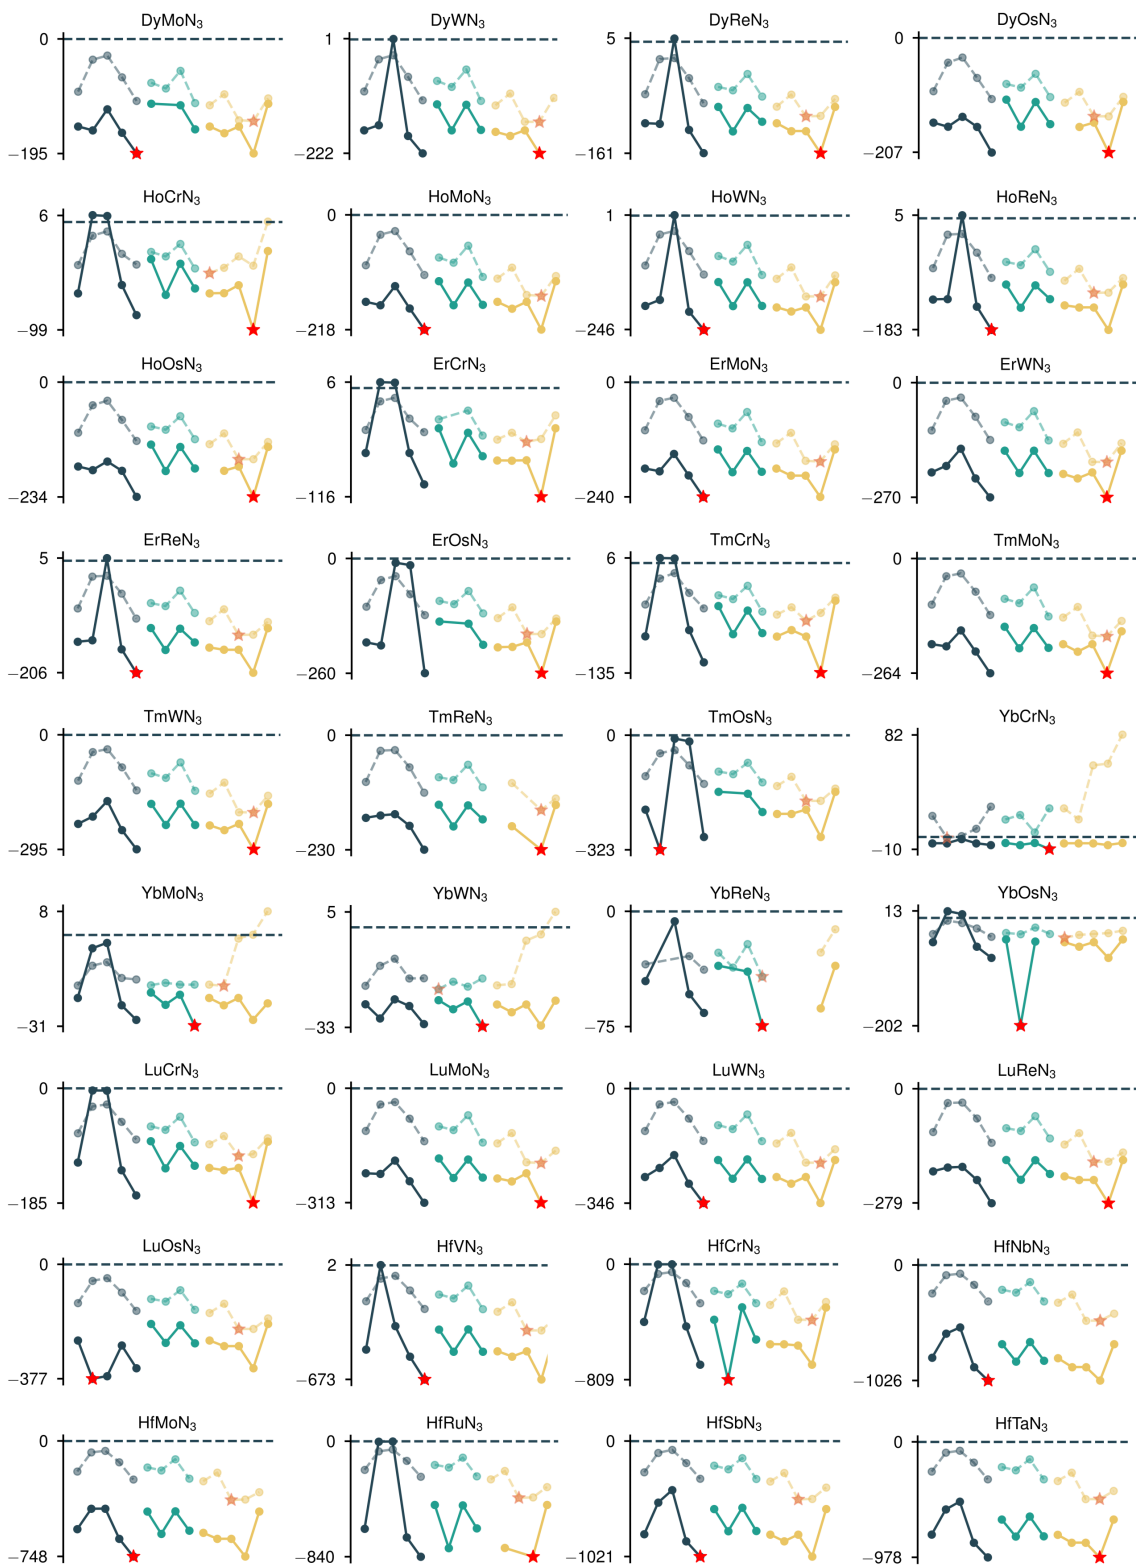 DyMoN₃ DyWN₃ DyReN₃ DyOsN₃
0 1 5 0
−195 −222 −161 −207
HoCrN₃ HoMoN₃ HoWN₃ HoReN₃
6 0 1 5
−99 −218 −246 −183
HoOsN₃ ErCrN₃ ErMoN₃ ErWN₃
0 6 0 0
−234 −116 −240 −270
ErReN₃ ErOsN₃ TmCrN₃ TmMoN₃
5 0 6 0
−206 −260 −135 −264
TmWN₃ TmReN₃ TmOsN₃ YbCrN₃
0 0 0 82
−295 −230 −323 −10
YbMoN₃ YbWN₃ YbReN₃ YbOsN₃
8 5 0 13
−31 −33 −75 −202
LuCrN₃ LuMoN₃ LuWN₃ LuReN₃
0 0 0 0
−185 −313 −346 −279
LuOsN₃ HfVN₃ HfCrN₃ HfNbN₃
0 2 0 0
−377 −673 −809 −1026
HfMoN₃ HfRuN₃ HfSbN₃ HfTaN₃
0 0 0 0
−748 −840 −1021 −978